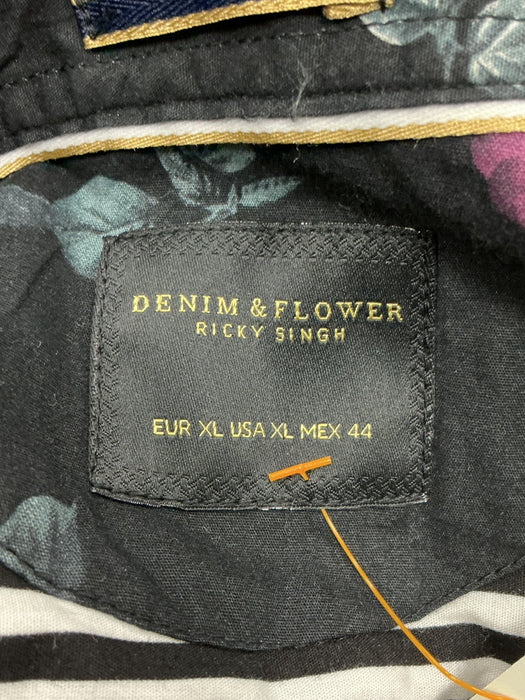 DENIM & FLOWER
RICKY SINGH
EUR XL USA XL MEX 44